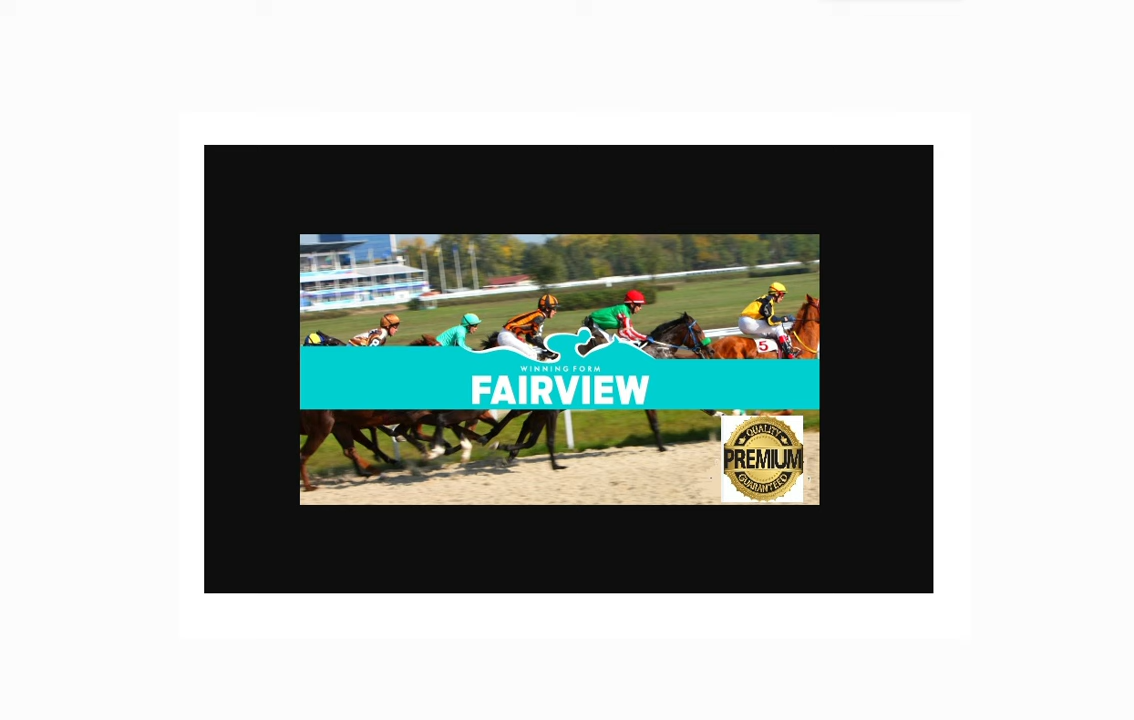 WINNING FORM
FAIRVIEW
5
QUALITY
PREMIUM
GUARANTEED